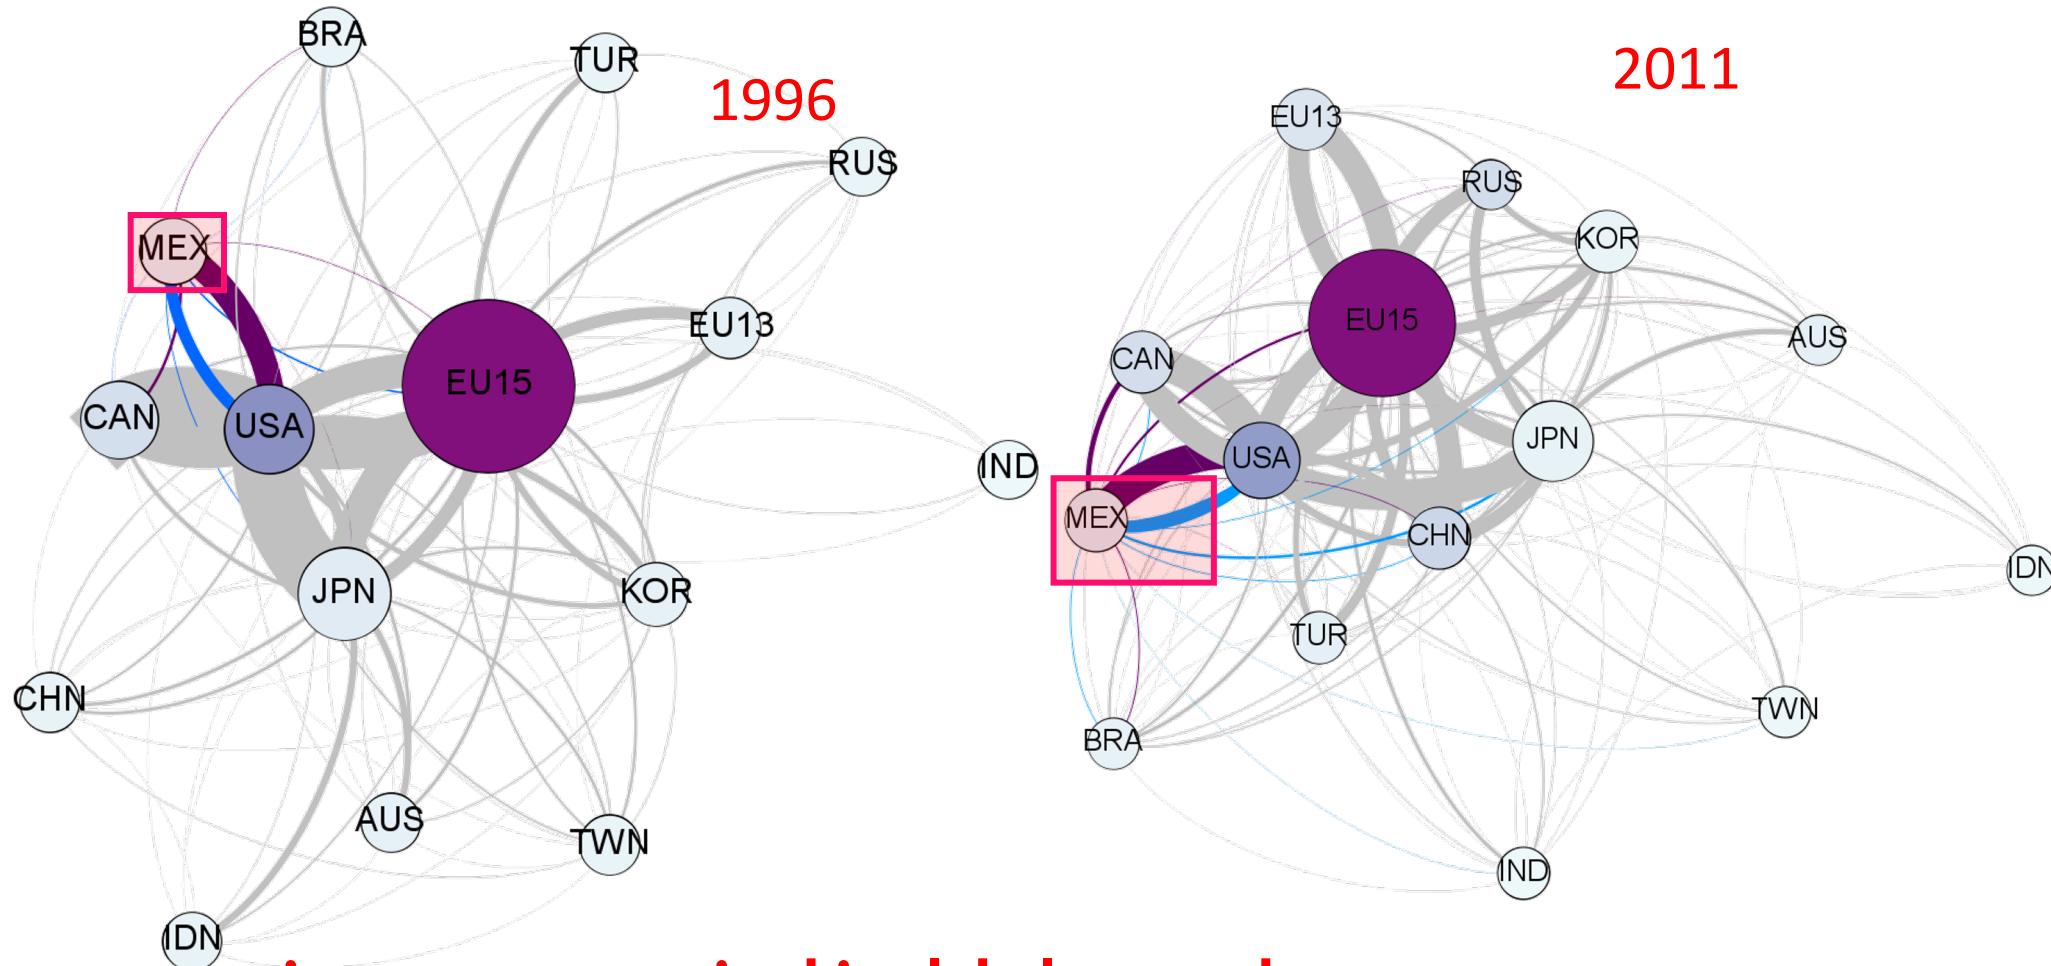 BRA
TUR
1996
RUS
MEX
EU13
EU15
CAN
USA
IND
JPN
KOR
CHN
AUS
TWN
IDN
2011
EU13
RUS
KOR
EU15
AUS
CAN
JPN
USA
MEX
CHN
IDN
TUR
TWN
BRA
IND